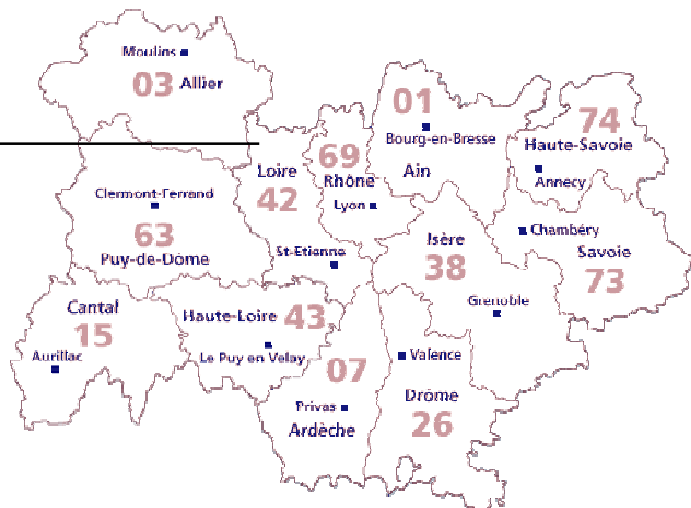 Moulins
03 Allier
01
Bourg-en-Bresse
Ain
74
Haute-Savoie
Annecy
69
Rhône
Lyon
Loire
42
St-Etienne
Clermont-Ferrand
63
Puy-de-Dôme
Isère
38
Grenoble
Chambéry
Savoie
73
Cantal
15
Aurillac
Haute-Loire 43
Le Puy en Velay
07
Privas
Ardèche
Valence
Drôme
26